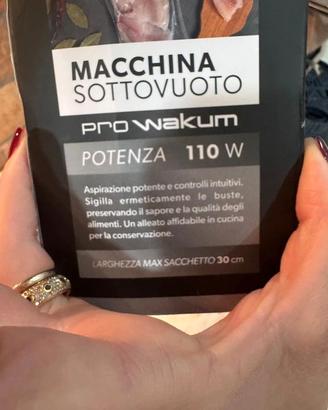 MACCHINA
SOTTOVUOTO
PRO WAKUM
POTENZA 110 W
Aspirazione potente e controlli intuitivi.
Sigilla ermeticamente le buste,
preservando il sapore e la qualità degli
alimenti. Un alleato affidabile in cucina
per la conservazione.
LARGHEZZA MAX SACCHETTO 30 cm